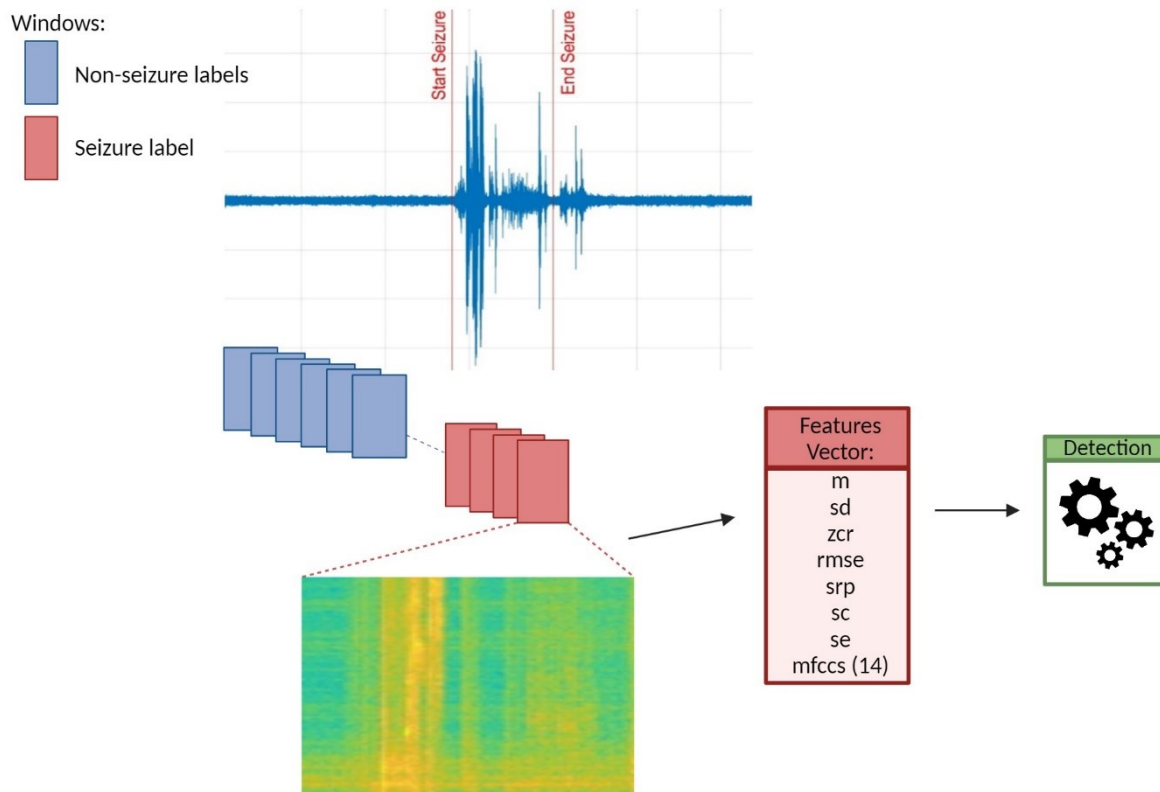 Windows:
Non-seizure labels
Seizure label
Start Seizure
End Seizure
Features
Vector:
m
sd
zcr
rmse
srp
sc
se
mfccs (14)
Detection